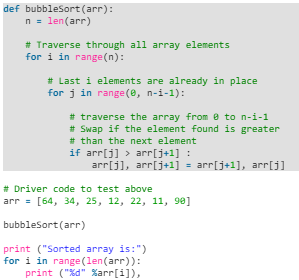 def bubbleSort(arr):
    n = len(arr)

    # Traverse through all array elements
    for i in range(n):

        # Last i elements are already in place
        for j in range(0, n-i-1):

            # traverse the array from 0 to n-i-1
            # Swap if the element found is greater
            # than the next element
            if arr[j] > arr[j+1] :
                arr[j], arr[j+1] = arr[j+1], arr[j]

# Driver code to test above
arr = [64, 34, 25, 12, 22, 11, 90]

bubbleSort(arr)

print ("Sorted array is:")
for i in range(len(arr)):
    print ("%d" %arr[i]),